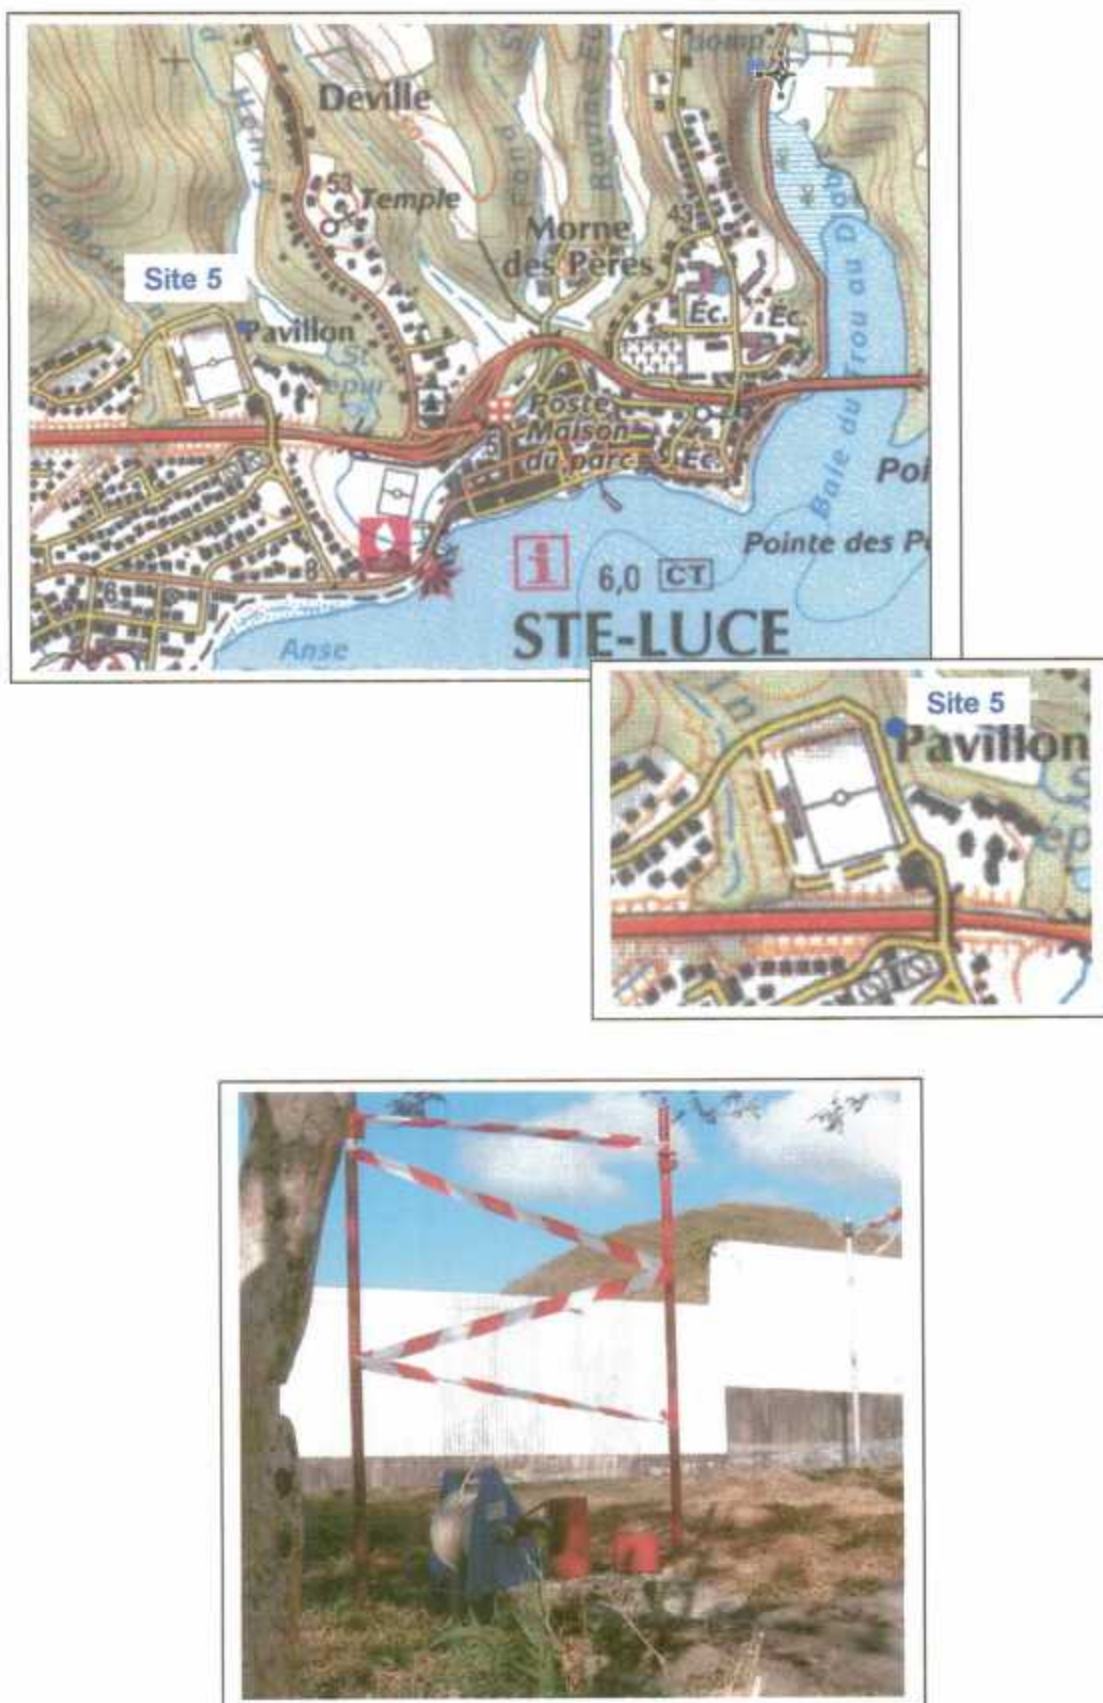 Deville
53
Temple
Morne
des Pères
43
Site 5
Pavillon
Éc.
Éc.
Poste
Maison
du parc
5
Éc.
Baie du Trou au D
Poi
Pointe des P
8
6
6,0 CT
STE-LUCE
Anse
Site 5
Pavillon